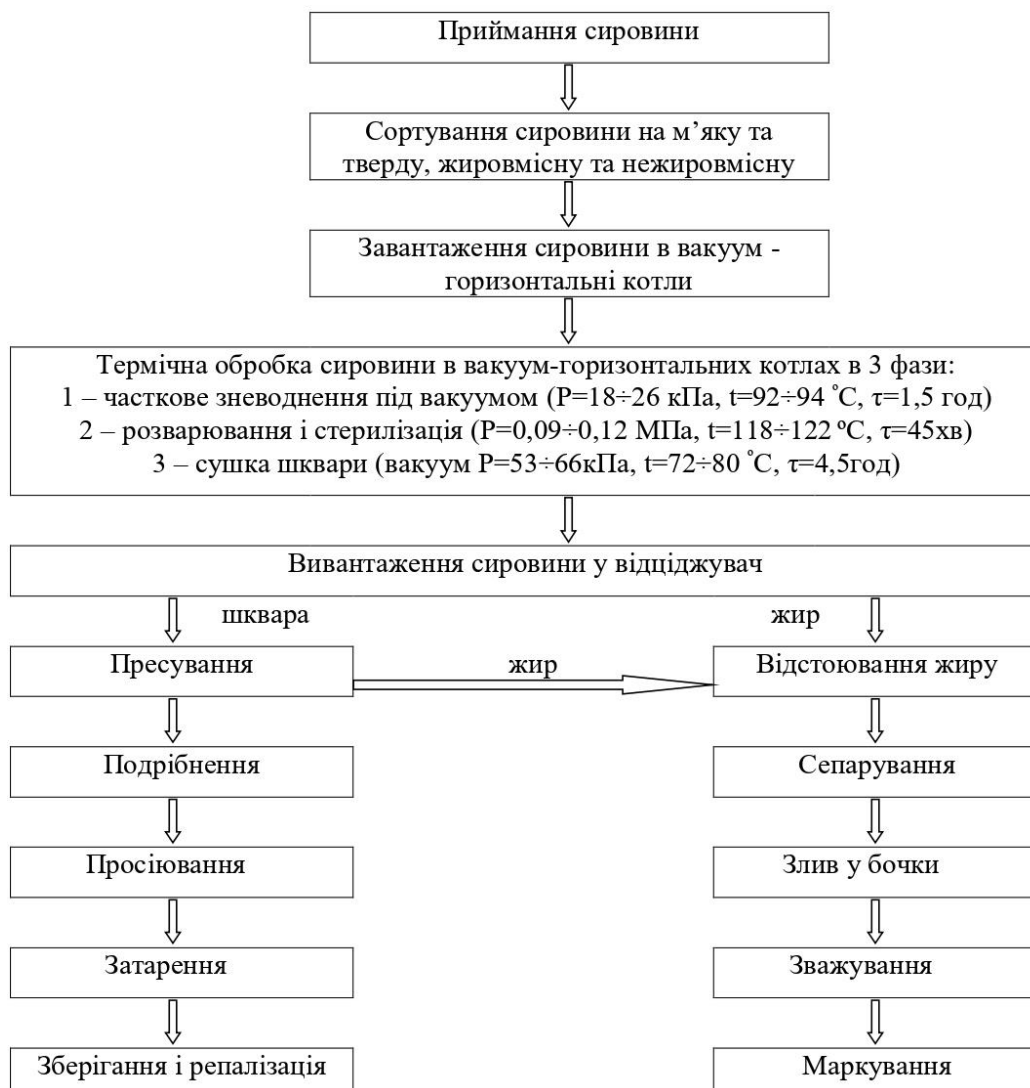 Приймання сировини
Сортування сировини на м’яку та
тверду, жировмісну та нежировмісну
Завантаження сировини в вакуум -
горизонтальні котли
Термічна обробка сировини в вакуум-горизонтальних котлах в 3 фази:
1 – часткове зневоднення під вакуумом (P=18÷26 кПа, t=92÷94 ˚С, τ=1,5 год)
2 – розварювання і стерилізація (P=0,09÷0,12 МПа, t=118÷122 ºС, τ=45хв)
3 – сушка шквари (вакуум P=53÷66кПа, t=72÷80 ˚С, τ=4,5год)
Вивантаження сировини у відціджувач
шквара
жир
Пресування
жир
Відстоювання жиру
Подрібнення
Сепарування
Просіювання
Злив у бочки
Затарення
Зважування
Зберігання і репалізація
Маркування